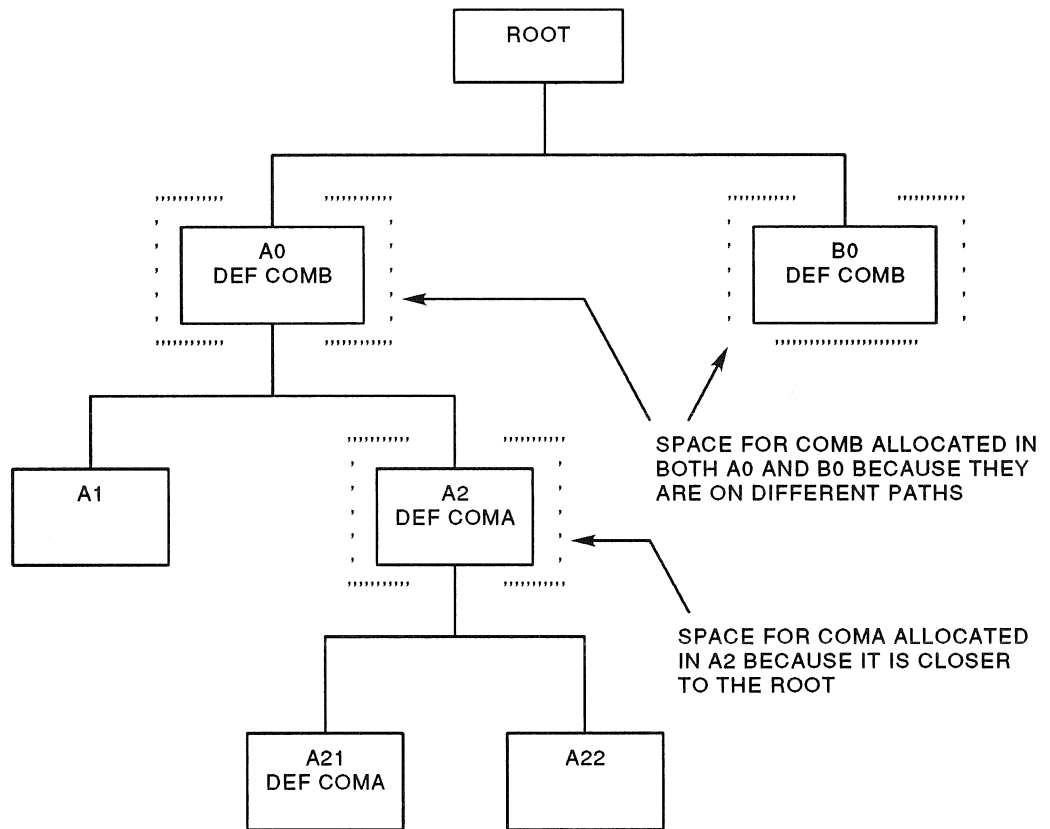 ROOT
A0
DEF COMB
B0
DEF COMB
SPACE FOR COMB ALLOCATED IN
BOTH A0 AND B0 BECAUSE THEY
ARE ON DIFFERENT PATHS
A1
A2
DEF COMA
SPACE FOR COMA ALLOCATED
IN A2 BECAUSE IT IS CLOSER
TO THE ROOT
A21
DEF COMA
A22